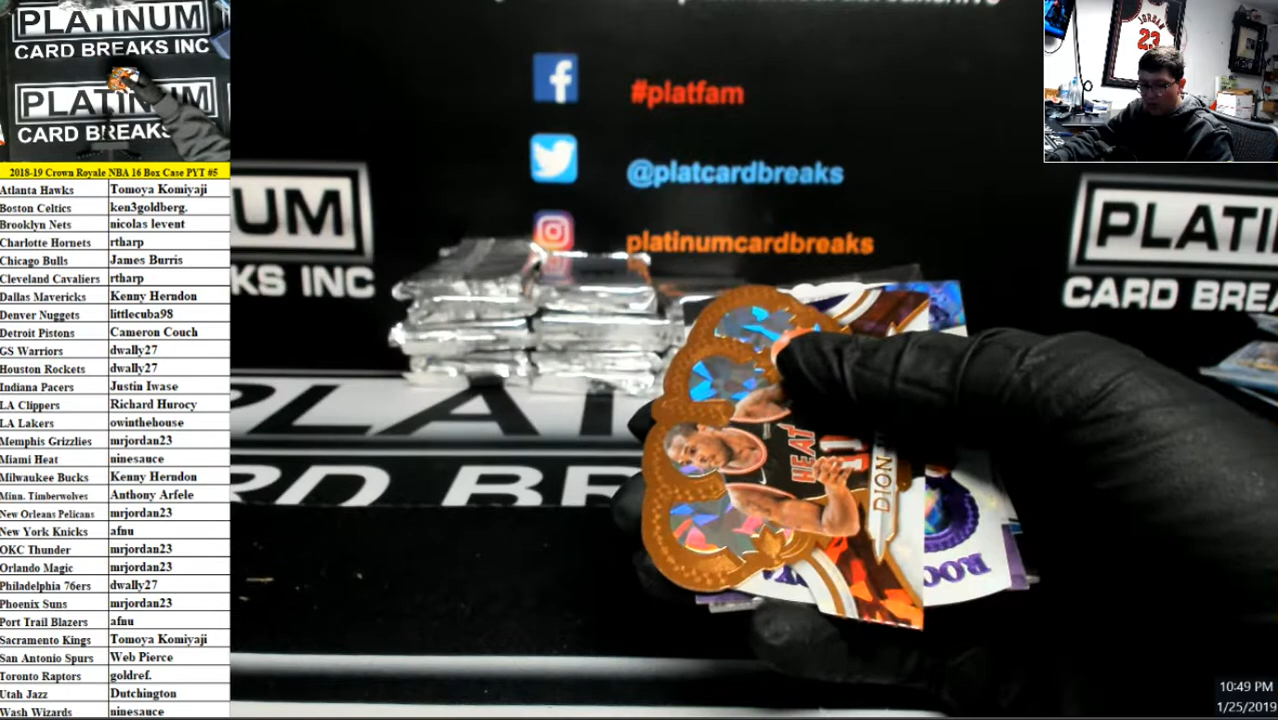 PLATINUM
CARD BREAKS INC
PLATINUM
CARD BREAKS
2018-19 Crown Royale NBA 16 Box Case PYT #5
Atlanta Hawks Tomoya Komiyaji
Boston Celtics ken3goldberg.
Brooklyn Nets nicolas levent
Charlotte Hornets rtharp
Chicago Bulls James Burris
Cleveland Cavaliers rtharp
Dallas Mavericks Kenny Herndon
Denver Nuggets littlecuba98
Detroit Pistons Cameron Couch
GS Warriors dwally27
Houston Rockets dwally27
Indiana Pacers Justin Iwase
LA Clippers Richard Hurocy
LA Lakers owinthehouse
Memphis Grizzlies mrjordan23
Miami Heat ninesauce
Milwaukee Bucks Kenny Herndon
Minn. Timberwolves Anthony Arfele
New Orleans Pelicans mrjordan23
New York Knicks afnu
OKC Thunder mrjordan23
Orlando Magic mrjordan23
Philadelphia 76ers dwally27
Phoenix Suns mrjordan23
Port Trail Blazers afnu
Sacramento Kings Tomoya Komiyaji
San Antonio Spurs Web Pierce
Toronto Raptors goldref.
Utah Jazz Dutchington
Wash Wizards ninesauce
#platfam
@platcardbreaks
platinumcardbreaks
NUM
KS INC
PLATI
CARD BREA
PLA
RD BRE
HEAT
DION
ROO
JORDAN
23
10:49 PM
1/25/2019